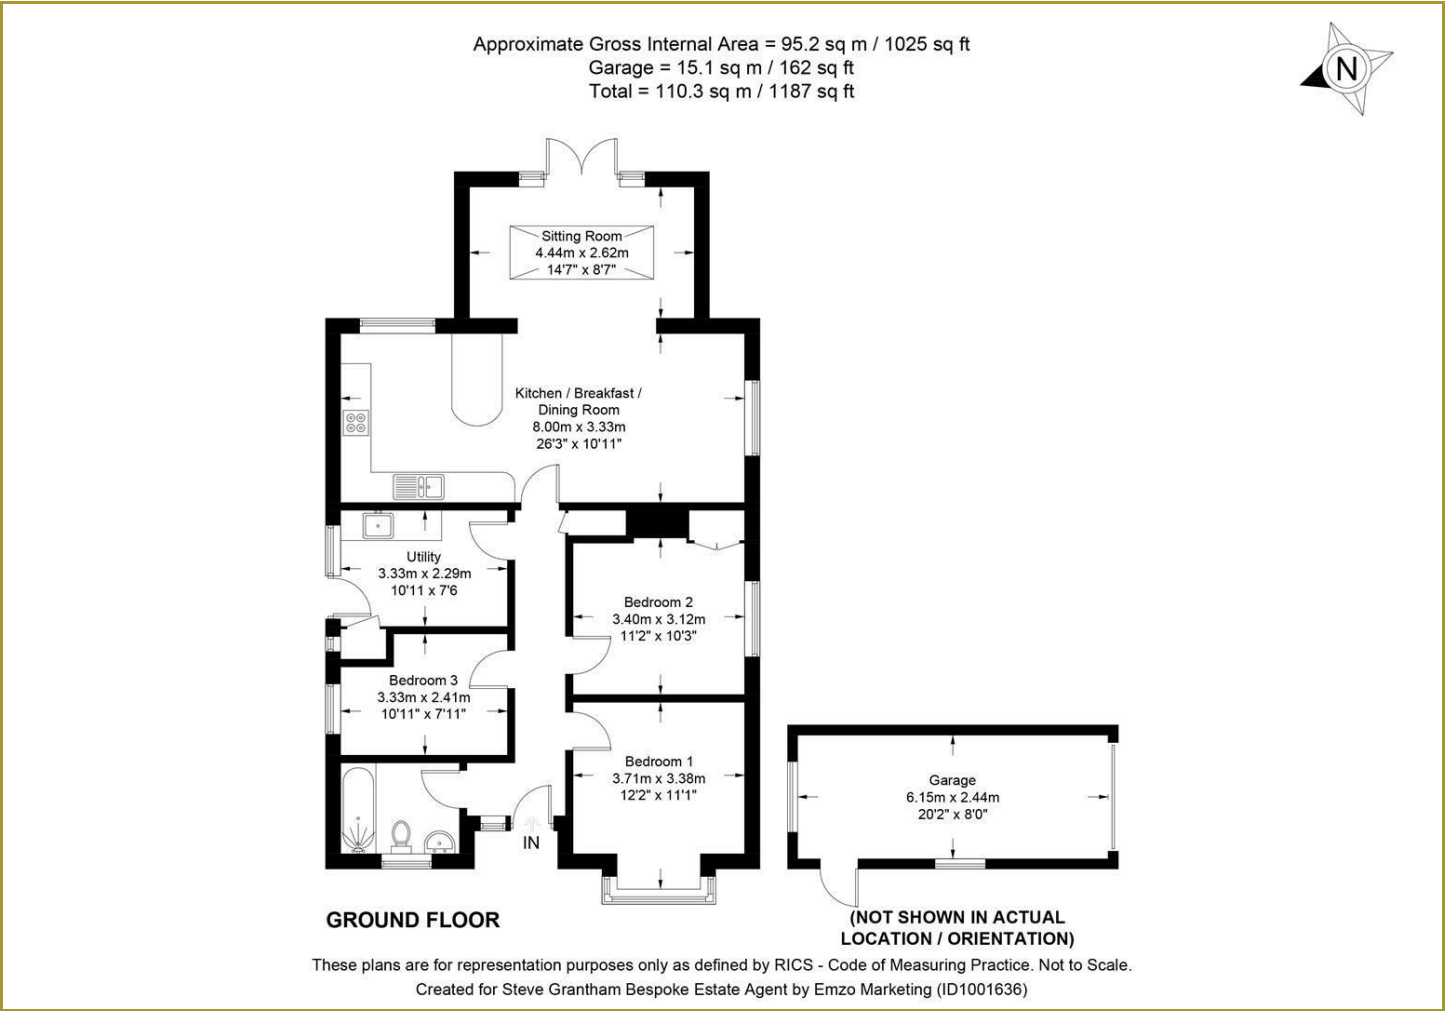 Approximate Gross Internal Area = 95.2 sq m / 1025 sq ft
Garage = 15.1 sq m / 162 sq ft
Total = 110.3 sq m / 1187 sq ft
N
Sitting Room
4.44m x 2.62m
14'7" x 8'7"
Kitchen / Breakfast /
Dining Room
8.00m x 3.33m
26'3" x 10'11"
Utility
3.33m x 2.29m
10'11 x 7'6
Bedroom 2
3.40m x 3.12m
11'2" x 10'3"
Bedroom 3
3.33m x 2.41m
10'11" x 7'11"
Bedroom 1
3.71m x 3.38m
12'2" x 11'1"
Garage
6.15m x 2.44m
20'2" x 8'0"
IN
GROUND FLOOR
(NOT SHOWN IN ACTUAL
LOCATION / ORIENTATION)
These plans are for representation purposes only as defined by RICS - Code of Measuring Practice. Not to Scale.
Created for Steve Grantham Bespoke Estate Agent by Emzo Marketing (ID1001636)